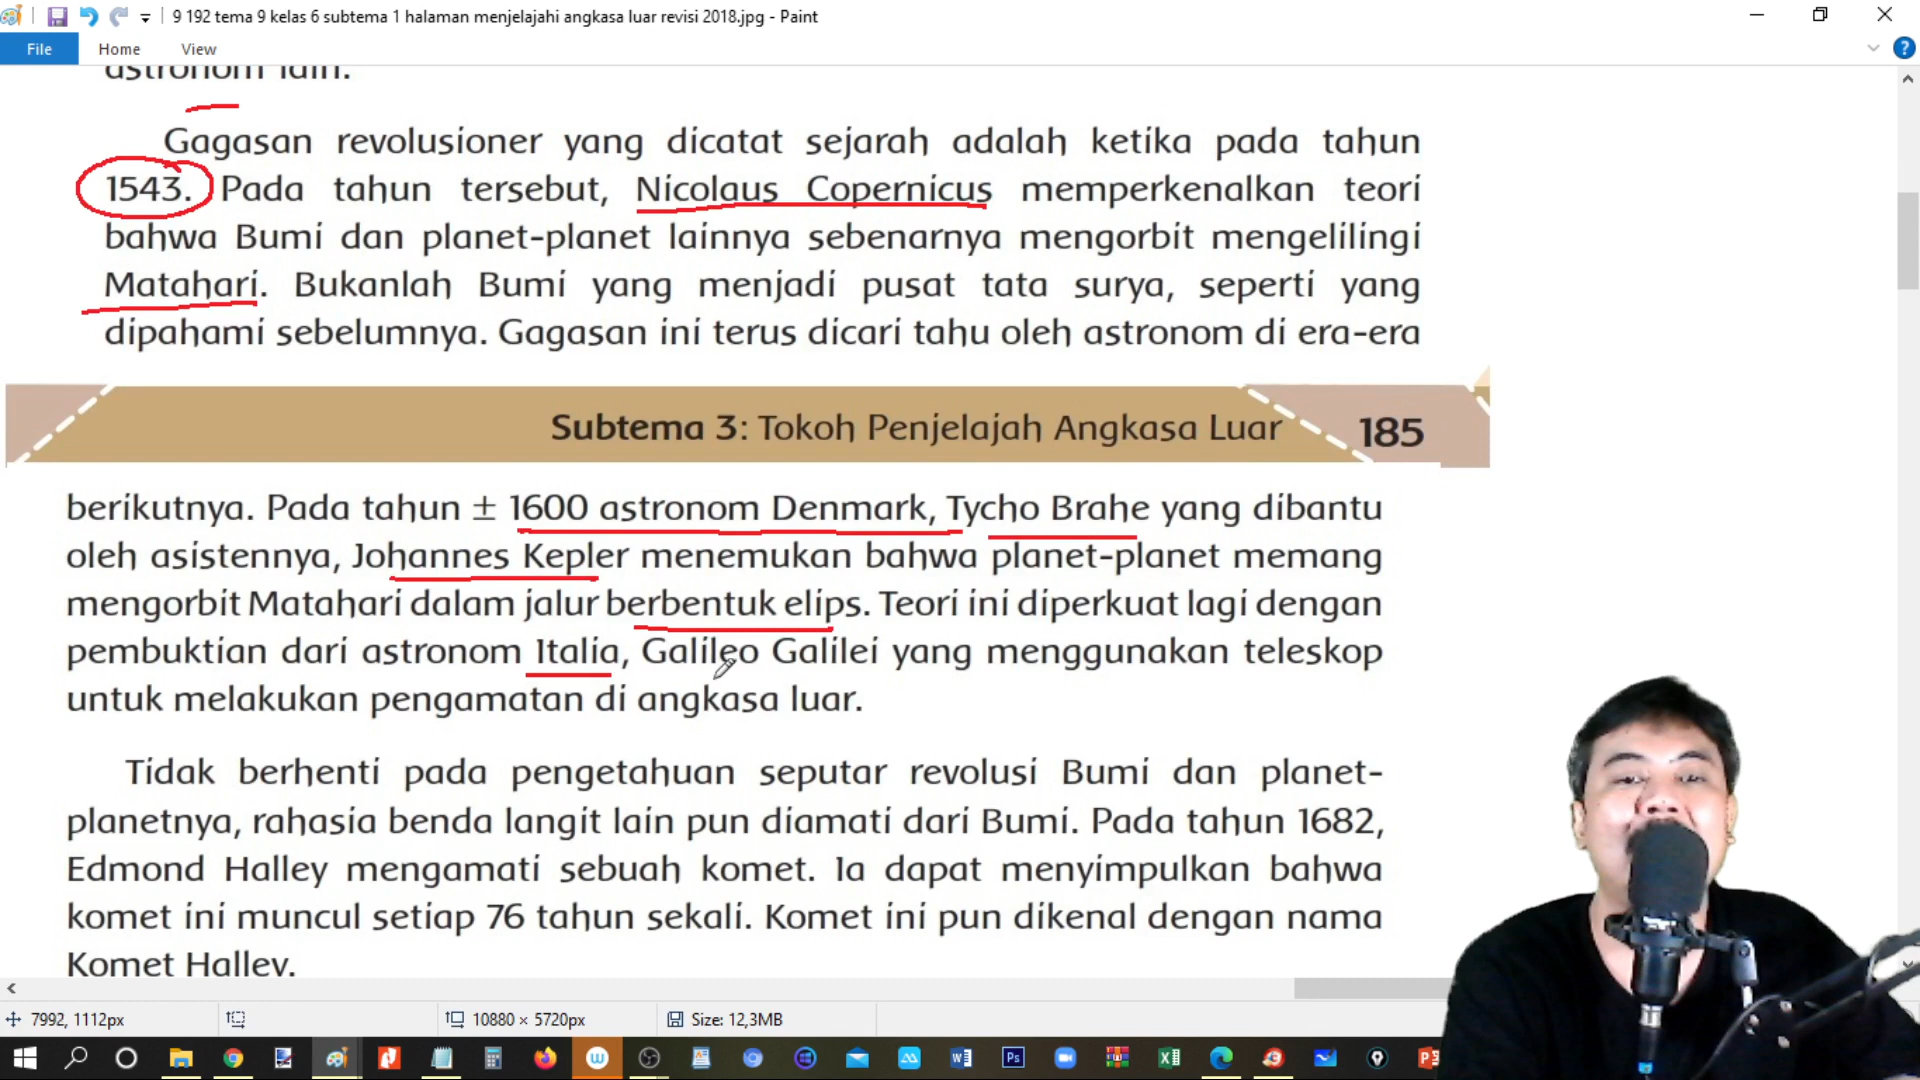 9 192 tema 9 kelas 6 subtema 1 halaman menjelajahi angkasa luar revisi 2018.jpg - Paint
File Home View
astronom lain.
Gagasan revolusioner yang dicatat sejarah adalah ketika pada tahun
1543. Pada tahun tersebut, Nicolaus Copernicus memperkenalkan teori
bahwa Bumi dan planet-planet lainnya sebenarnya mengorbit mengelilingi
Matahari. Bukanlah Bumi yang menjadi pusat tata surya, seperti yang
dipahami sebelumnya. Gagasan ini terus dicari tahu oleh astronom di era-era
Subtema 3: Tokoh Penjelajah Angkasa Luar 185
berikutnya. Pada tahun ± 1600 astronom Denmark, Tycho Brahe yang dibantu
oleh asistennya, Johannes Kepler menemukan bahwa planet-planet memang
mengorbit Matahari dalam jalur berbentuk elips. Teori ini diperkuat lagi dengan
pembuktian dari astronom Italia, Galileo Galilei yang menggunakan teleskop
untuk melakukan pengamatan di angkasa luar.
Tidak berhenti pada pengetahuan seputar revolusi Bumi dan planet-
planetnya, rahasia benda langit lain pun diamati dari Bumi. Pada tahun 1682,
Edmond Halley mengamati sebuah komet. Ia dapat menyimpulkan bahwa
komet ini muncul setiap 76 tahun sekali. Komet ini pun dikenal dengan nama
Komet Halley.
7992, 1112px 10880 × 5720px Size: 12,3MB